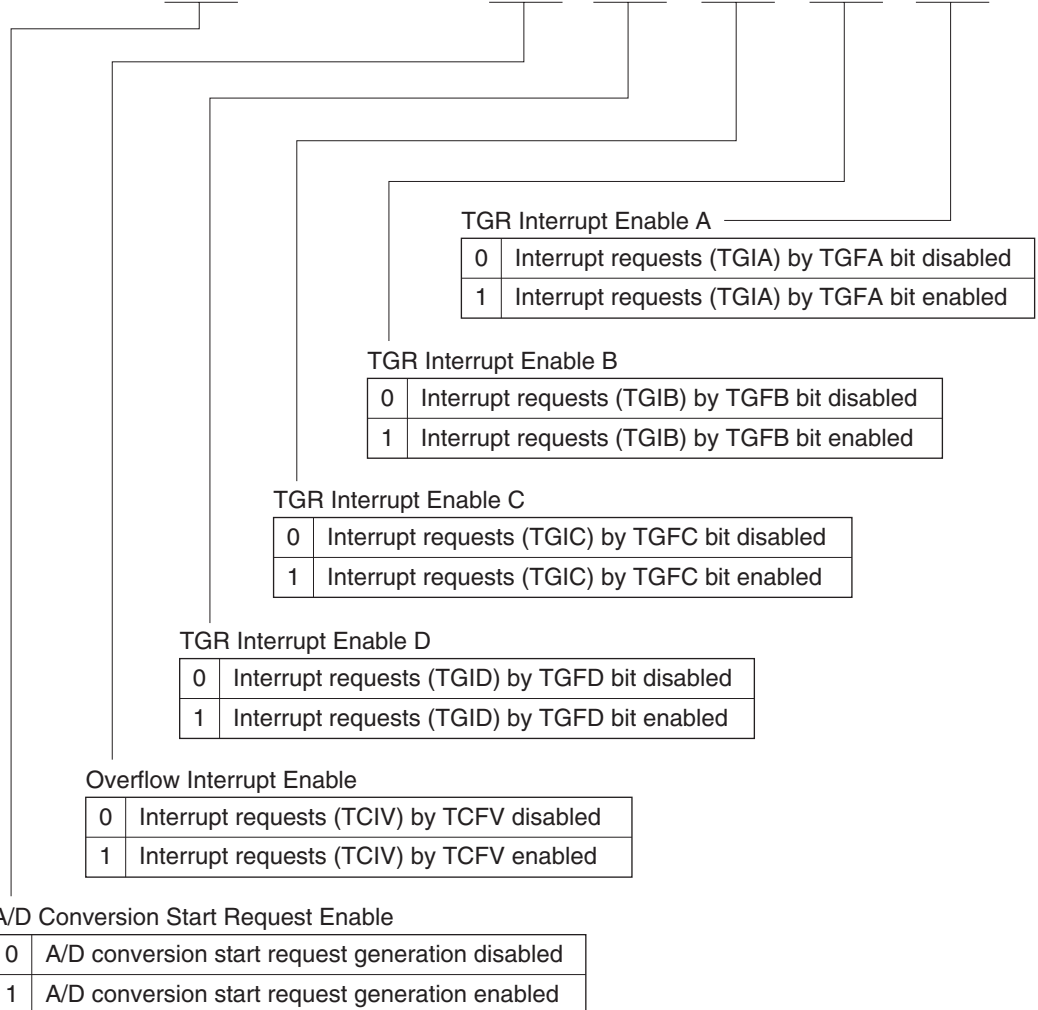 TGR Interrupt Enable A
0 Interrupt requests (TGIA) by TGFA bit disabled
1 Interrupt requests (TGIA) by TGFA bit enabled
TGR Interrupt Enable B
0 Interrupt requests (TGIB) by TGFB bit disabled
1 Interrupt requests (TGIB) by TGFB bit enabled
TGR Interrupt Enable C
0 Interrupt requests (TGIC) by TGFC bit disabled
1 Interrupt requests (TGIC) by TGFC bit enabled
TGR Interrupt Enable D
0 Interrupt requests (TGID) by TGFD bit disabled
1 Interrupt requests (TGID) by TGFD bit enabled
Overflow Interrupt Enable
0 Interrupt requests (TCIV) by TCFV disabled
1 Interrupt requests (TCIV) by TCFV enabled
A/D Conversion Start Request Enable
0 A/D conversion start request generation disabled
1 A/D conversion start request generation enabled